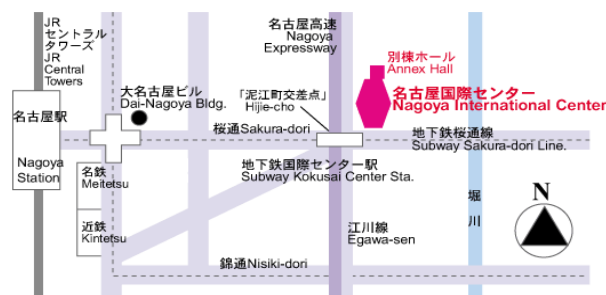 JR
セントラル
タワーズ
JR
Central
Towers
名古屋駅
Nagoya
Station
大名古屋ビル
Dai-Nagoya Bldg.
名鉄
Meitetsu
近鉄
Kintetsu
桜通Sakura-dori
名古屋高速
Nagoya
Expressway
「泥江町交差点」
Hijie-cho
別棟ホール
Annex Hall
名古屋国際センター
Nagoya International Center
地下鉄桜通線
Subway Sakura-dori Line.
地下鉄国際センター駅
Subway Kokusai Center Sta.
江川線
Egawa-sen
堀
川
錦通Nisiki-dori
N